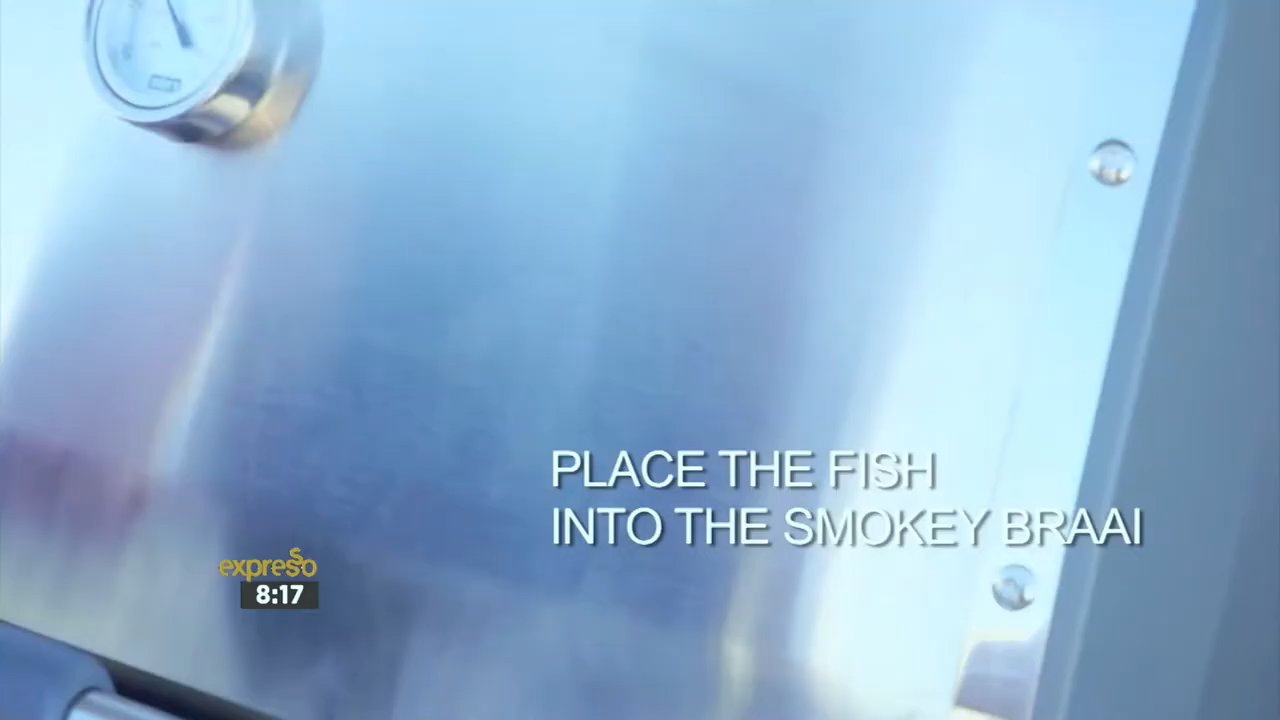 PLACE THE FISH
INTO THE SMOKEY BRAAI
expresso
8:17